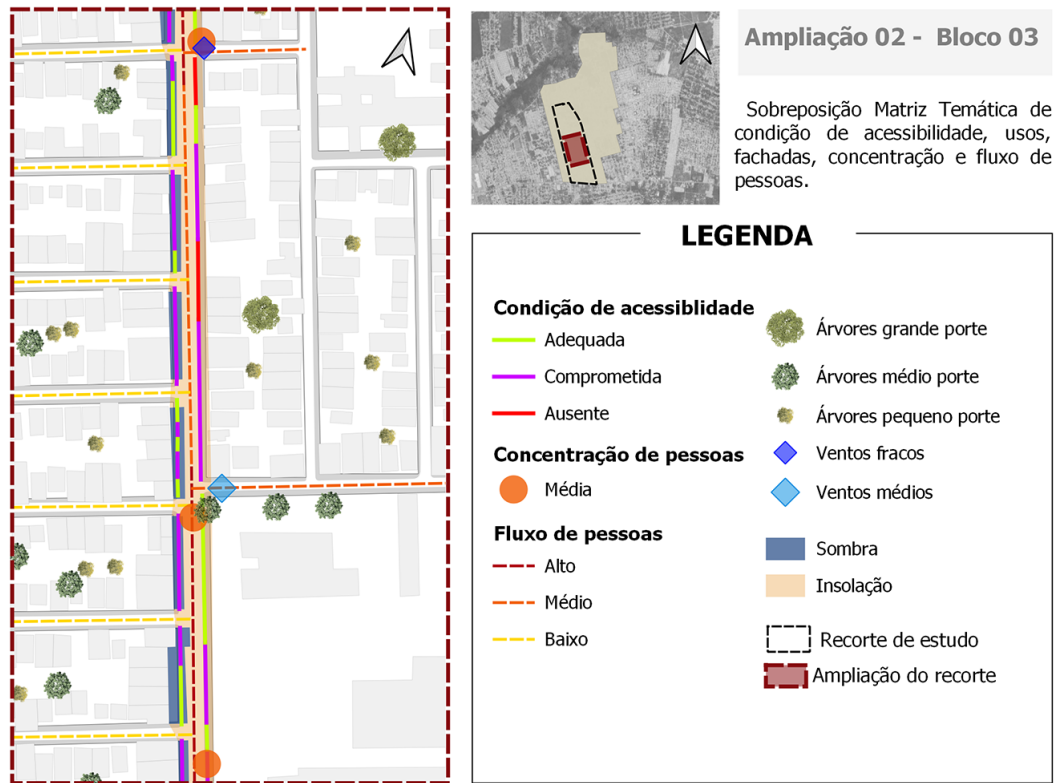 Ampliação 02 - Bloco 03
Sobreposição Matriz Temática de
condição de acessibilidade, usos,
fachadas, concentração e fluxo de
pessoas.
LEGENDA
Condição de acessiblidade
Adequada
Comprometida
Ausente
Concentração de pessoas
Média
Fluxo de pessoas
Alto
Médio
Baixo
Árvores grande porte
Árvores médio porte
Árvores pequeno porte
Ventos fracos
Ventos médios
Sombra
Insolação
Recorte de estudo
Ampliação do recorte